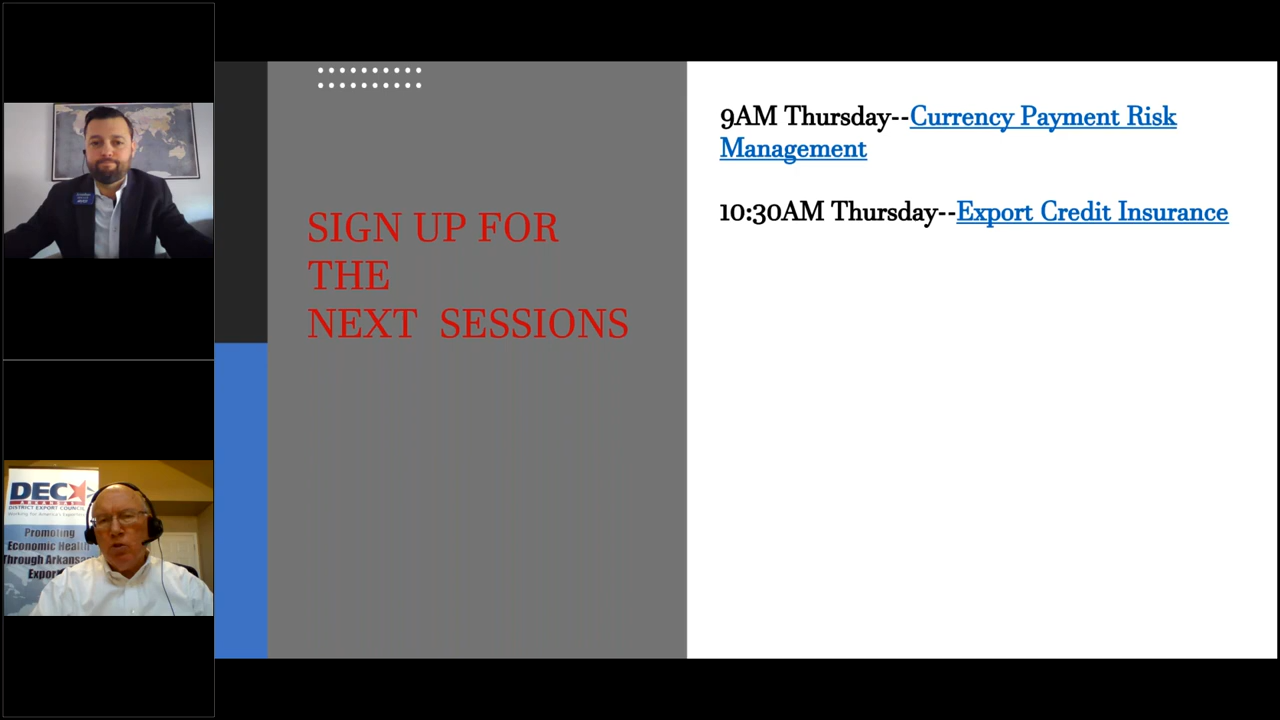 SIGN UP FOR
THE
NEXT SESSIONS
9AM Thursday--Currency Payment Risk
Management
10:30AM Thursday--Export Credit Insurance
DEC
ARKANSAS
DISTRICT EXPORT COUNCIL
Promoting
Economic Health
Through Arkansas
Export